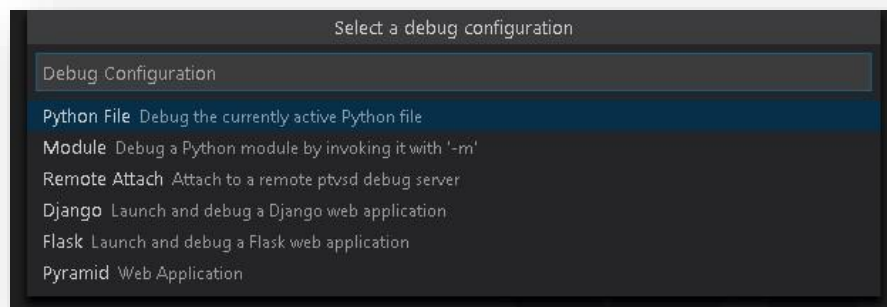 Select a debug configuration
Debug Configuration
Python File Debug the currently active Python file
Module Debug a Python module by invoking it with '-m'
Remote Attach Attach to a remote ptvsd debug server
Django Launch and debug a Django web application
Flask Launch and debug a Flask web application
Pyramid Web Application